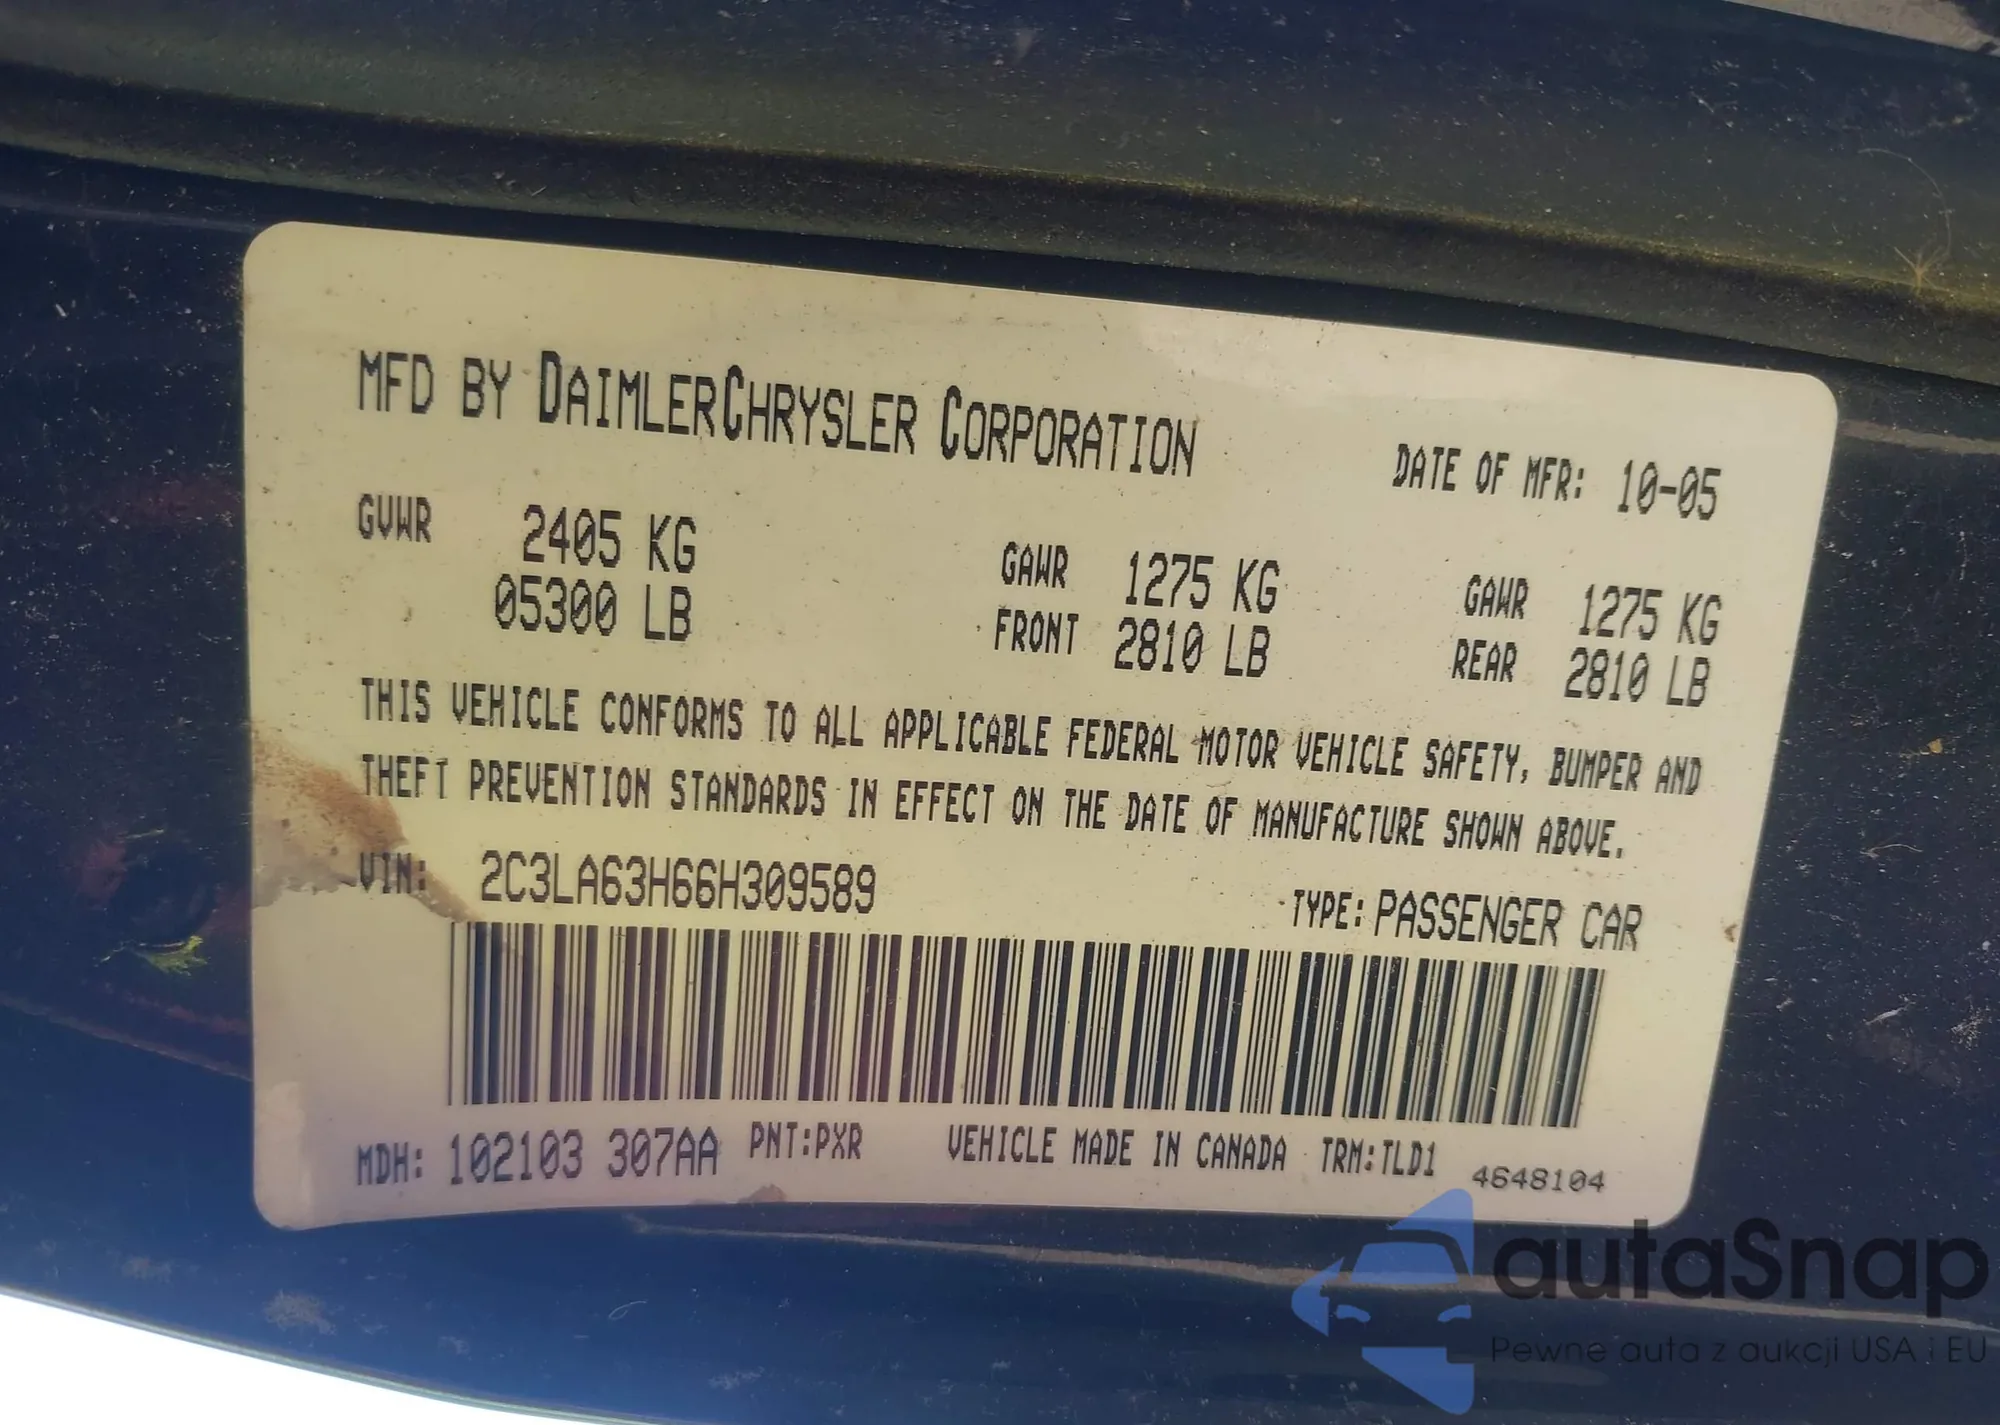 MFD BY DAIMLERCHRYSLER CORPORATION
DATE OF MFR: 10-05
GVWR 2405 KG
05300 LB
GAWR 1275 KG
FRONT 2810 LB
GAWR 1275 KG
REAR 2810 LB
THIS VEHICLE CONFORMS TO ALL APPLICABLE FEDERAL MOTOR VEHICLE SAFETY, BUMPER AND
THEFT PREVENTION STANDARDS IN EFFECT ON THE DATE OF MANUFACTURE SHOWN ABOVE.
VIN: 2C3LA63H66H309589
TYPE: PASSENGER CAR
MDH: 102103 307AA PNT:PXR VEHICLE MADE IN CANADA TRM:TLD1 4648104
autaSnap
Pewne auta z aukcji USA i EU